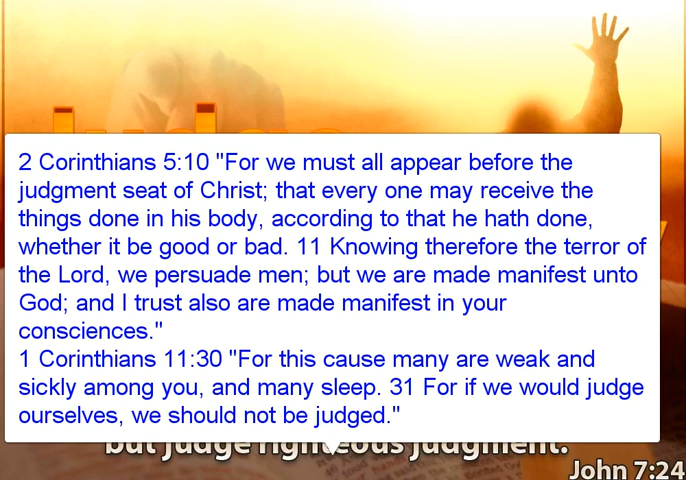 2 Corinthians 5:10 "For we must all appear before the
judgment seat of Christ; that every one may receive the
things done in his body, according to that he hath done,
whether it be good or bad. 11 Knowing therefore the terror of
the Lord, we persuade men; but we are made manifest unto
God; and I trust also are made manifest in your
consciences."
1 Corinthians 11:30 "For this cause many are weak and
sickly among you, and many sleep. 31 For if we would judge
ourselves, we should not be judged."
but judge righteous judgment.
John 7:24